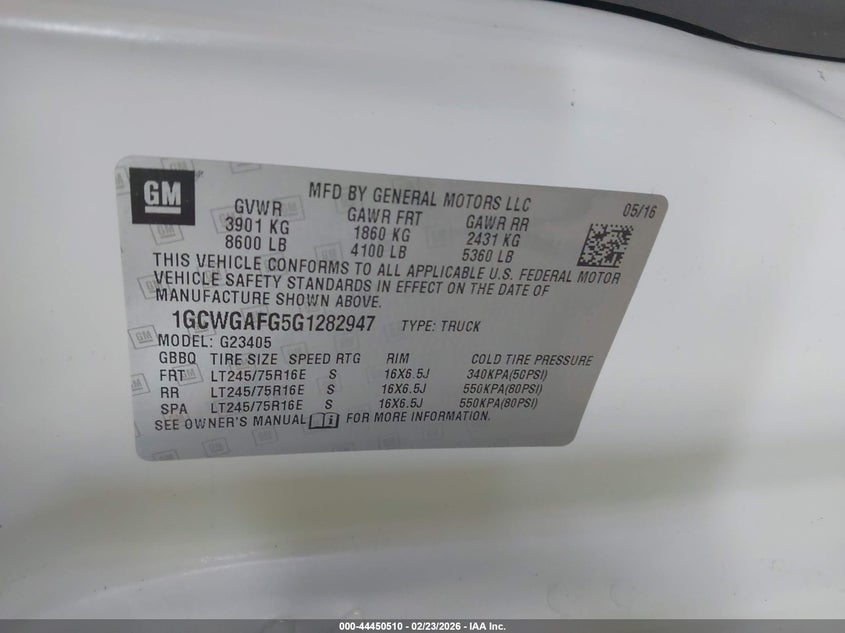 GM
MFD BY GENERAL MOTORS LLC
05/16
GVWR GAWR FRT GAWR RR
3901 KG 1860 KG 2431 KG
8600 LB 4100 LB 5360 LB
THIS VEHICLE CONFORMS TO ALL APPLICABLE U.S. FEDERAL MOTOR
VEHICLE SAFETY STANDARDS IN EFFECT ON THE DATE OF
MANUFACTURE SHOWN ABOVE.
1GCWGAFG5G1282947 TYPE: TRUCK
MODEL: G23405
GBBQ TIRE SIZE SPEED RTG RIM COLD TIRE PRESSURE
FRT LT245/75R16E S 16X6.5J 340KPA(50PSI)
RR LT245/75R16E S 16X6.5J 550KPA(80PSI)
SPA LT245/75R16E S 16X6.5J 550KPA(80PSI)
SEE OWNER'S MANUAL FOR MORE INFORMATION.
000-44450510 - 02/23/2026 - IAA Inc.